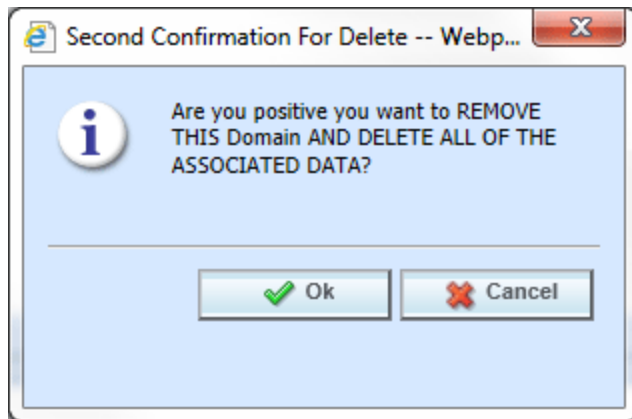 Second Confirmation For Delete -- Webp...
Are you positive you want to REMOVE
THIS Domain AND DELETE ALL OF THE
ASSOCIATED DATA?
Ok
Cancel